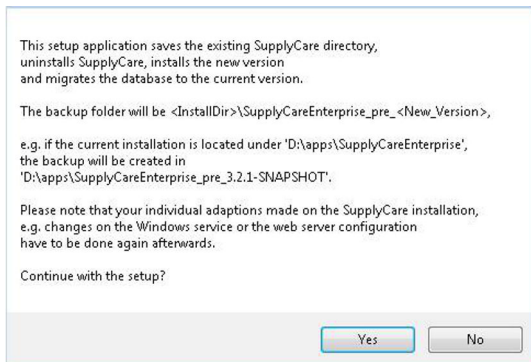 This setup application saves the existing SupplyCare directory,
uninstalls SupplyCare, installs the new version
and migrates the database to the current version.
The backup folder will be <InstallDir>\SupplyCareEnterprise_pre_<New_Version>,
e.g. if the current installation is located under 'D:\apps\SupplyCareEnterprise',
the backup will be created in
'D:\apps\SupplyCareEnterprise_pre_3.2.1-SNAPSHOT'.
Please note that your individual adaptions made on the SupplyCare installation,
e.g. changes on the Windows service or the web server configuration
have to be done again afterwards.
Continue with the setup?
Yes No